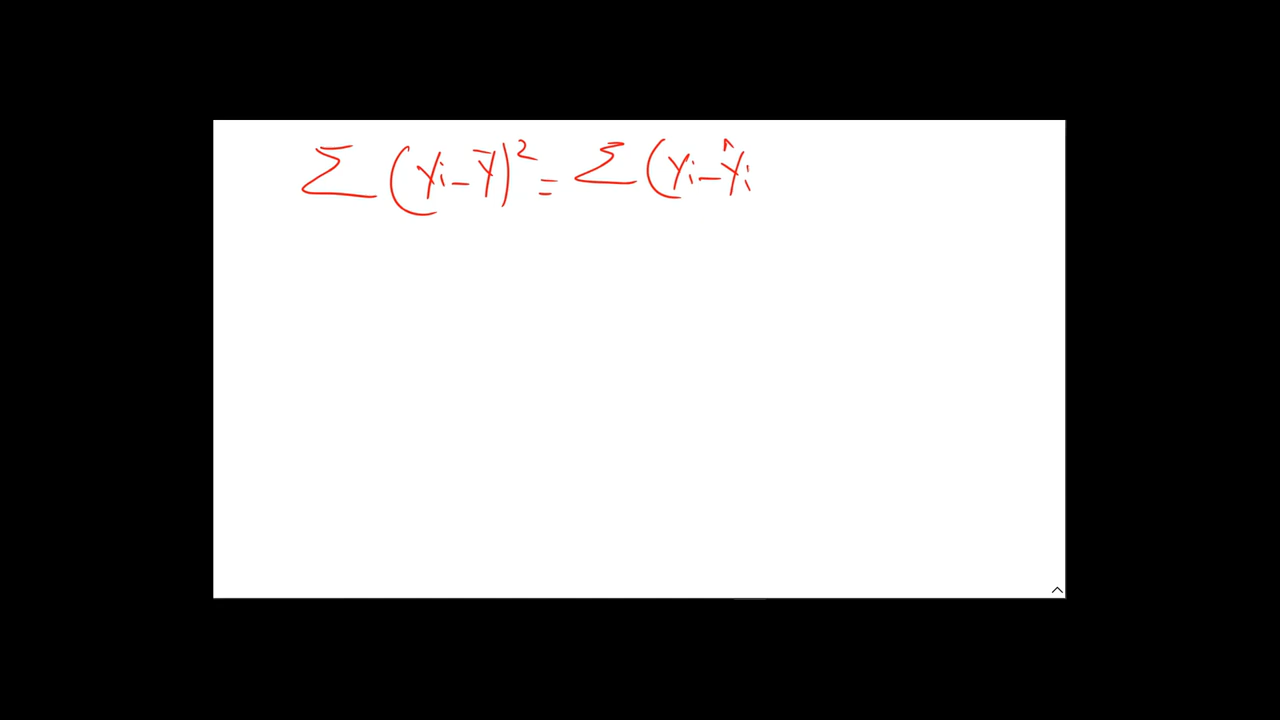 Σ (yi - ȳ)² = Σ (yi - ŷi